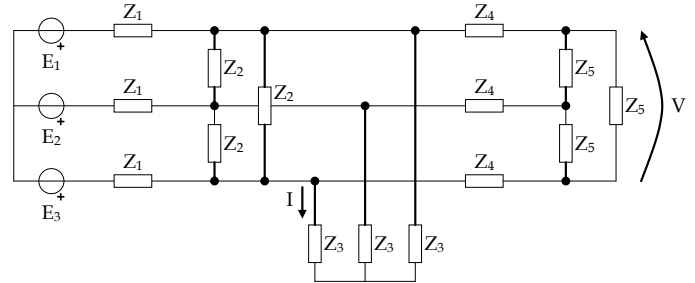 Z1 Z4
E1 +
Z2 Z5
Z1 Z2 Z4 Z5 V
E2 +
Z2 Z5
Z1 Z4
E3 +
I
Z3 Z3 Z3